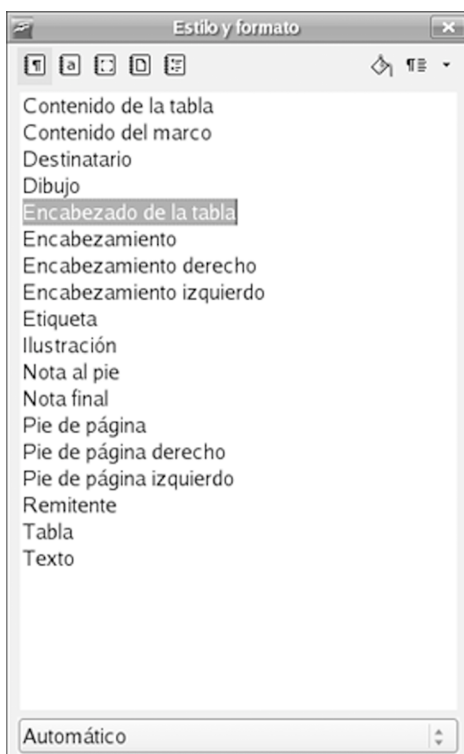 Estilo y formato
Contenido de la tabla
Contenido del marco
Destinatario
Dibujo
Encabezado de la tabla
Encabezamiento
Encabezamiento derecho
Encabezamiento izquierdo
Etiqueta
Ilustración
Nota al pie
Nota final
Pie de página
Pie de página derecho
Pie de página izquierdo
Remitente
Tabla
Texto
Automático